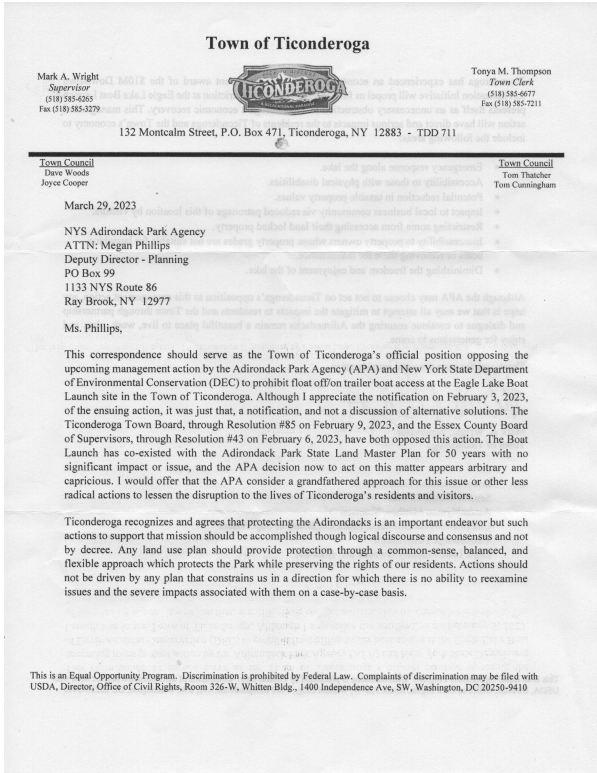 Town of Ticonderoga
Mark A. Wright
Supervisor
(518) 585-6265
Fax (518) 585-3279
TICONDEROGA
Tonya M. Thompson
Town Clerk
(518) 585-6677
Fax (518) 585-7211
132 Montcalm Street, P.O. Box 471, Ticonderoga, NY 12883 - TDD 711
Town Council
Dave Woods
Joyce Cooper
Town Council
Tom Thatcher
Tom Cunningham
March 29, 2023
NYS Adirondack Park Agency
ATTN: Megan Phillips
Deputy Director - Planning
PO Box 99
1133 NYS Route 86
Ray Brook, NY 12977
Ms. Phillips,
This correspondence should serve as the Town of Ticonderoga's official position opposing the
upcoming management action by the Adirondack Park Agency (APA) and New York State Department
of Environmental Conservation (DEC) to prohibit float off/on trailer boat access at the Eagle Lake Boat
Launch site in the Town of Ticonderoga. Although I appreciate the notification on February 3, 2023,
of the ensuing action, it was just that, a notification, and not a discussion of alternative solutions. The
Ticonderoga Town Board, through Resolution #85 on February 9, 2023, and the Essex County Board
of Supervisors, through Resolution #43 on February 6, 2023, have both opposed this action. The Boat
Launch has co-existed with the Adirondack Park State Land Master Plan for 50 years with no
significant impact or issue, and the APA decision now to act on this matter appears arbitrary and
capricious. I would offer that the APA consider a grandfathered approach for this issue or other less
radical actions to lessen the disruption to the lives of Ticonderoga's residents and visitors.
Ticonderoga recognizes and agrees that protecting the Adirondacks is an important endeavor but such
actions to support that mission should be accomplished though logical discourse and consensus and not
by decree. Any land use plan should provide protection through a common-sense, balanced, and
flexible approach which protects the Park while preserving the rights of our residents. Actions should
not be driven by any plan that constrains us in a direction for which there is no ability to reexamine
issues and the severe impacts associated with them on a case-by-case basis.
This is an Equal Opportunity Program. Discrimination is prohibited by Federal Law. Complaints of discrimination may be filed with
USDA, Director, Office of Civil Rights, Room 326-W, Whitten Bldg., 1400 Independence Ave, SW, Washington, DC 20250-9410